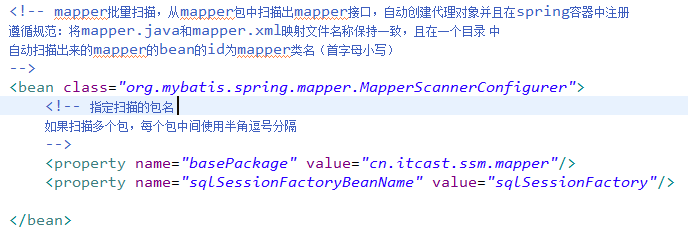 <!-- mapper批量扫描，从mapper包中扫描出mapper接口，自动创建代理对象并且在spring容器中注册
遵循规范：将mapper.java和mapper.xml映射文件名称保持一致，且在一个目录 中
自动扫描出来的mapper的bean的id为mapper类名（首字母小写）
-->
<bean class="org.mybatis.spring.mapper.MapperScannerConfigurer">
<!-- 指定扫描的包名
如果扫描多个包，每个包中间使用半角逗号分隔
-->
<property name="basePackage" value="cn.itcast.ssm.mapper"/>
<property name="sqlSessionFactoryBeanName" value="sqlSessionFactory"/>
</bean>